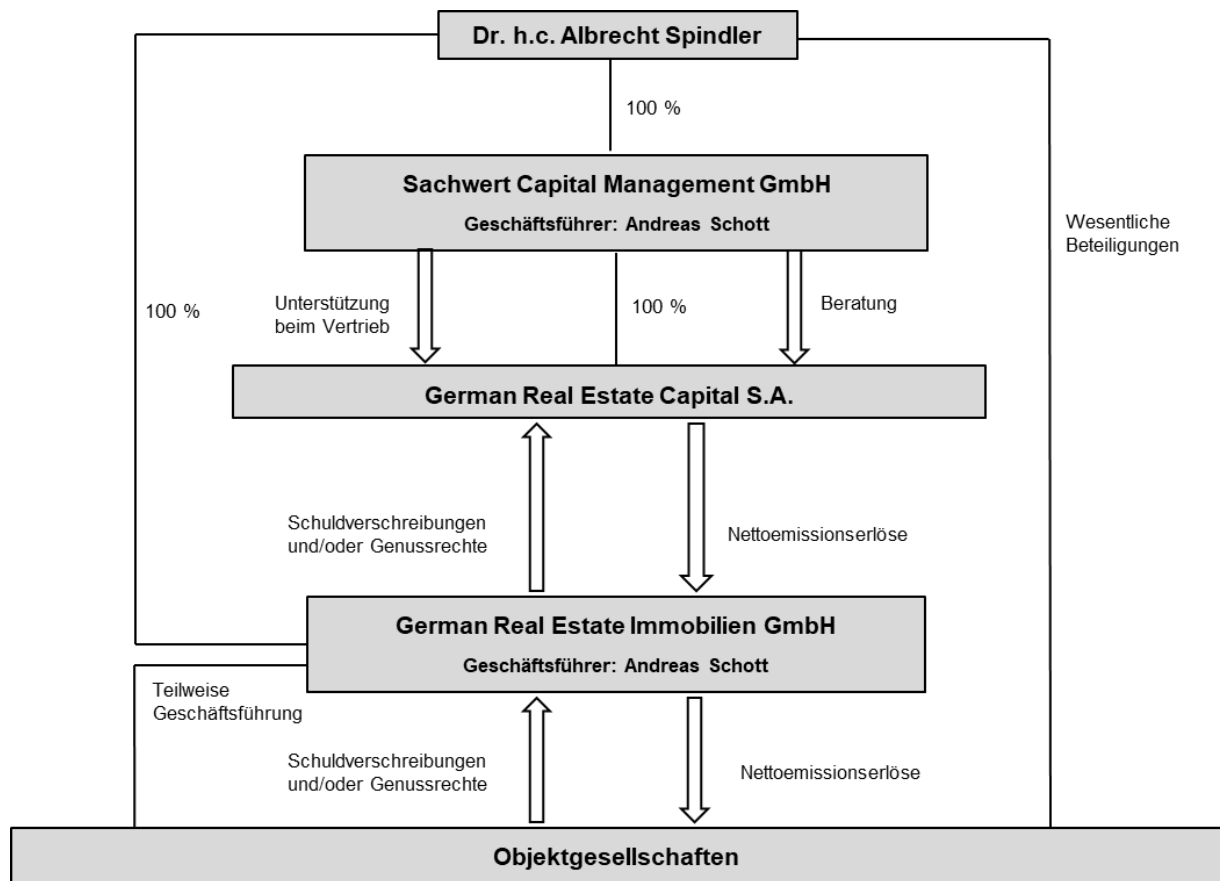 Dr. h.c. Albrecht Spindler
100 %
Sachwert Capital Management GmbH
Geschäftsführer: Andreas Schott
Wesentliche
Beteiligungen
100 %
Unterstützung
beim Vertrieb
100 %
Beratung
German Real Estate Capital S.A.
Schuldverschreibungen
und/oder Genussrechte
Nettoemissionserlöse
German Real Estate Immobilien GmbH
Geschäftsführer: Andreas Schott
Teilweise
Geschäftsführung
Schuldverschreibungen
und/oder Genussrechte
Nettoemissionserlöse
Objektgesellschaften